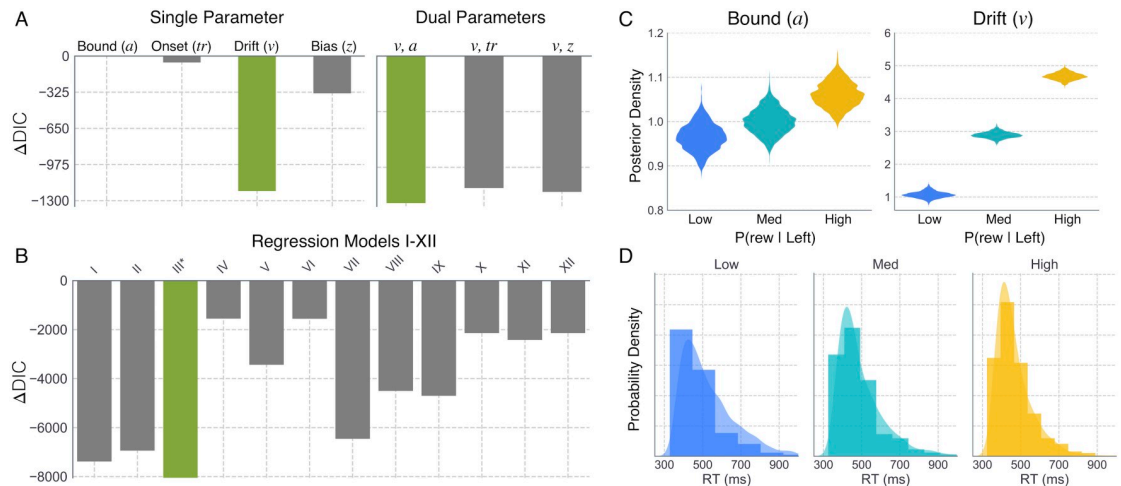 A
Single Parameter
Dual Parameters
Bound (a)
Onset (tr)
Drift (v)
Bias (z)
v, a
v, tr
v, z
0
−325
−650
−975
−1300
ΔDIC
B
Regression Models I-XII
I
II
III*
IV
V
VI
VII
VIII
IX
X
XI
XII
0
−2000
−4000
−6000
−8000
ΔDIC
C
Bound (a)
Drift (v)
1.2
1.1
1.0
0.9
0.8
Posterior Density
Low
Med
High
P(rew | Left)
6
5
4
3
2
1
Low
Med
High
P(rew | Left)
D
Low
Med
High
Probability Density
300
500
700
900
RT (ms)
300
500
700
900
RT (ms)
300
500
700
900
RT (ms)